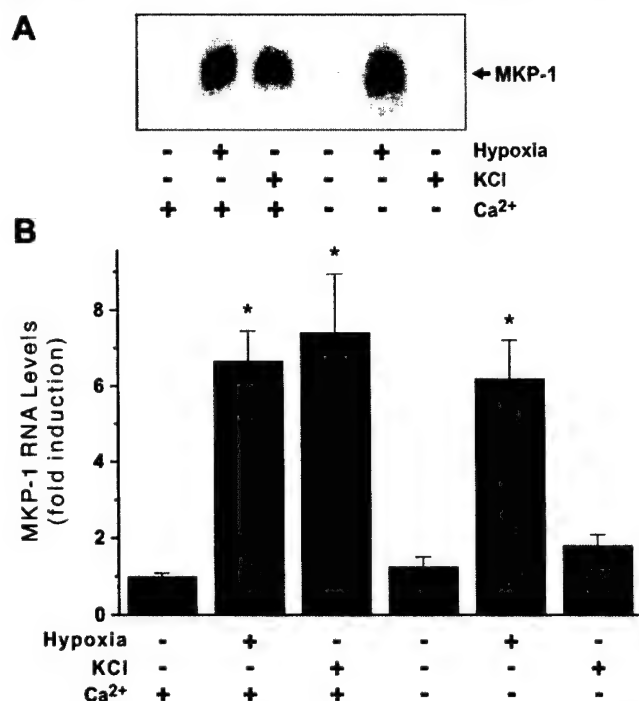 A
← MKP-1
- + - - + - Hypoxia
- - + - - + KCl
+ + + - - - Ca2+
B
MKP-1 RNA Levels
(fold induction)
8
6
4
2
0
* * *
Hypoxia - + - - + -
KCl - - + - - +
Ca2+ + + + - - -